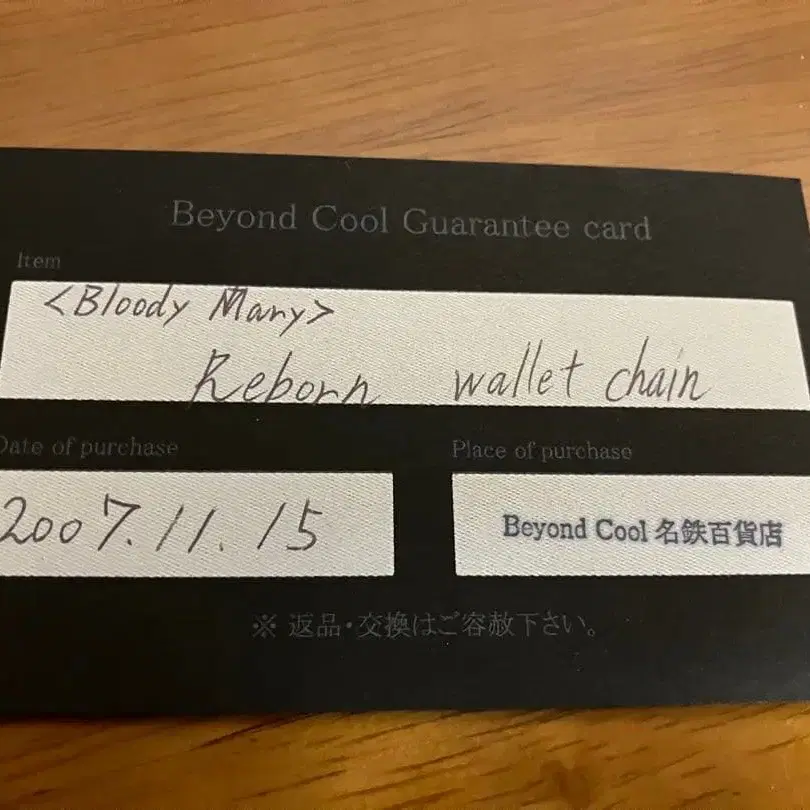 Beyond Cool Guarantee card
Item
<Bloody Mary>
Reborn wallet chain
Date of purchase
2007.11.15
Place of purchase
Beyond Cool 名鉄百貨店
※ 返品・交換はご容赦下さい。